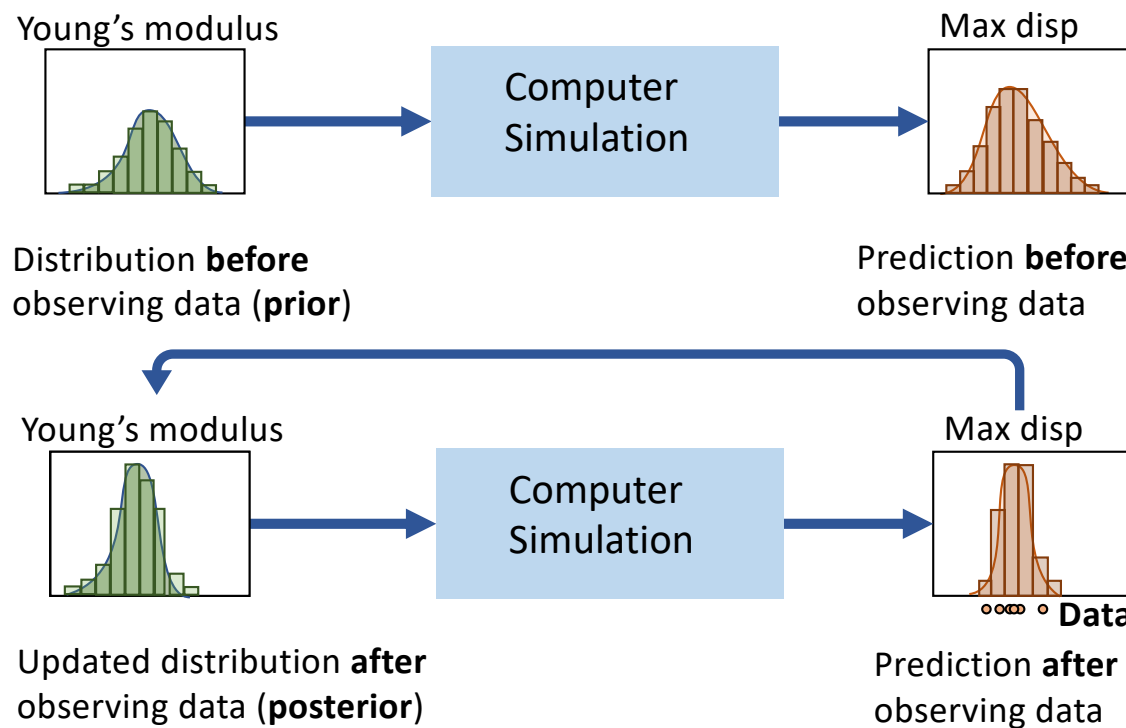 Young's modulus
Max disp
Computer
Simulation
Distribution before
observing data (prior)
Prediction before
observing data
Young's modulus
Max disp
Computer
Simulation
Data
Updated distribution after
observing data (posterior)
Prediction after
observing data